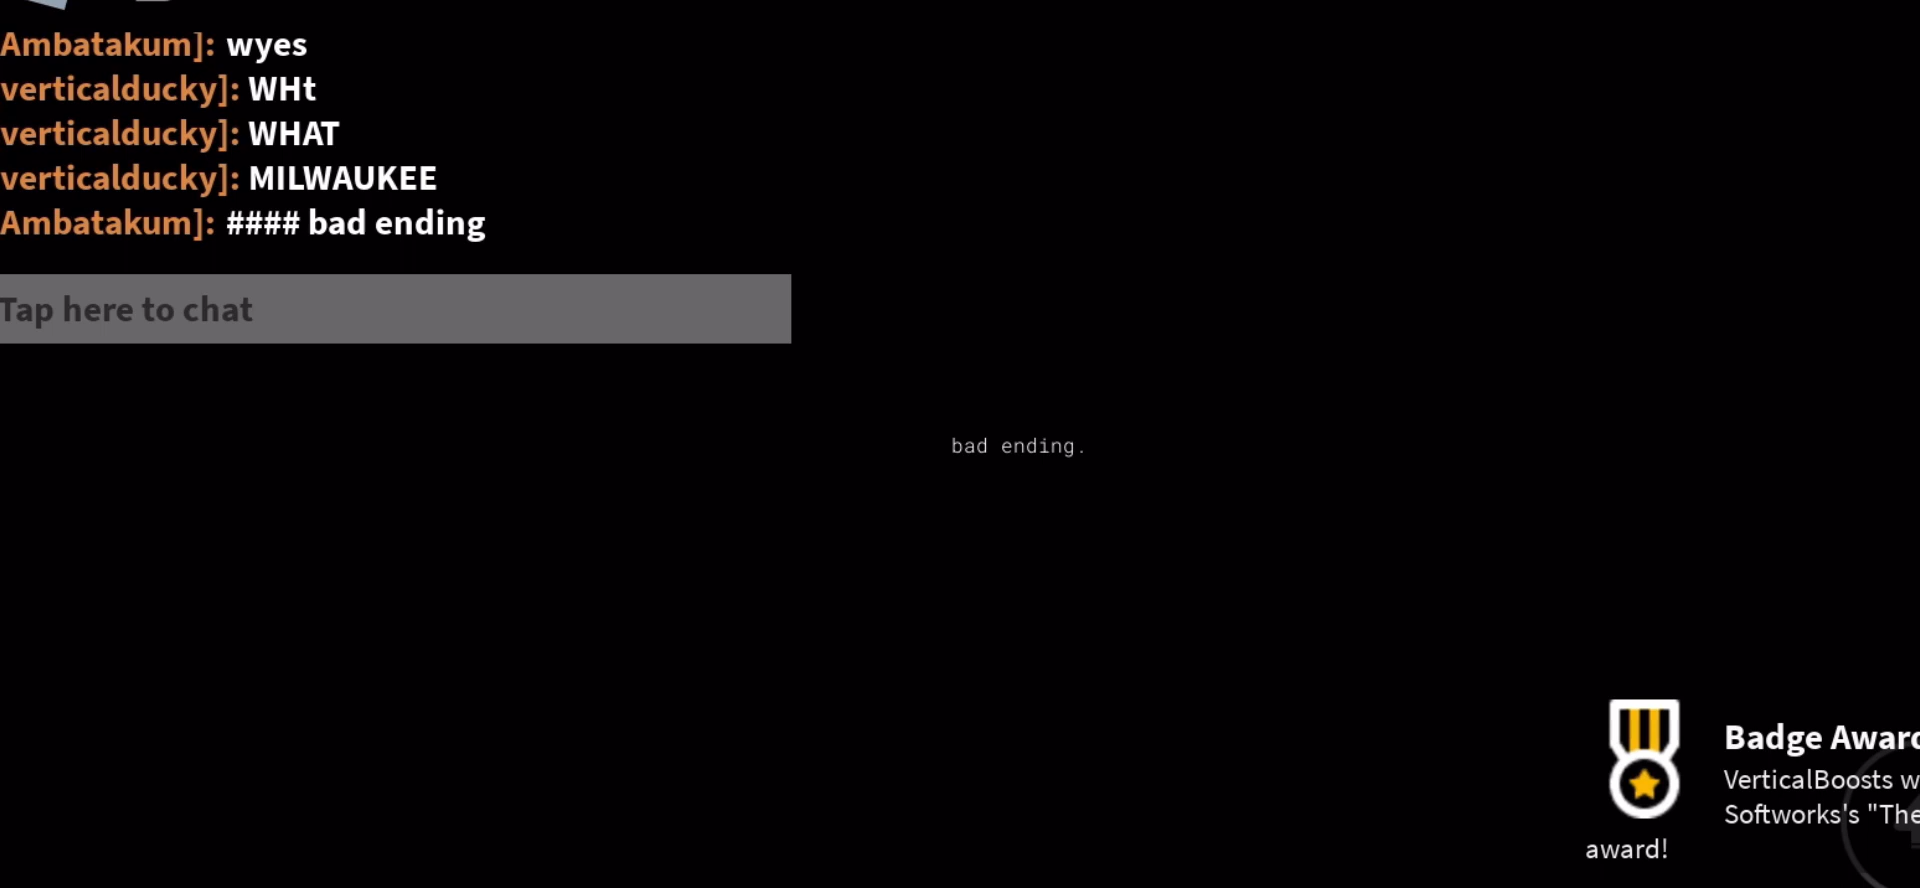 Ambatakum]: wyes
verticalducky]: WHt
verticalducky]: WHAT
verticalducky]: MILWAUKEE
Ambatakum]: #### bad ending
Tap here to chat
bad ending.
Badge Award
VerticalBoosts w
Softworks's "The
award!